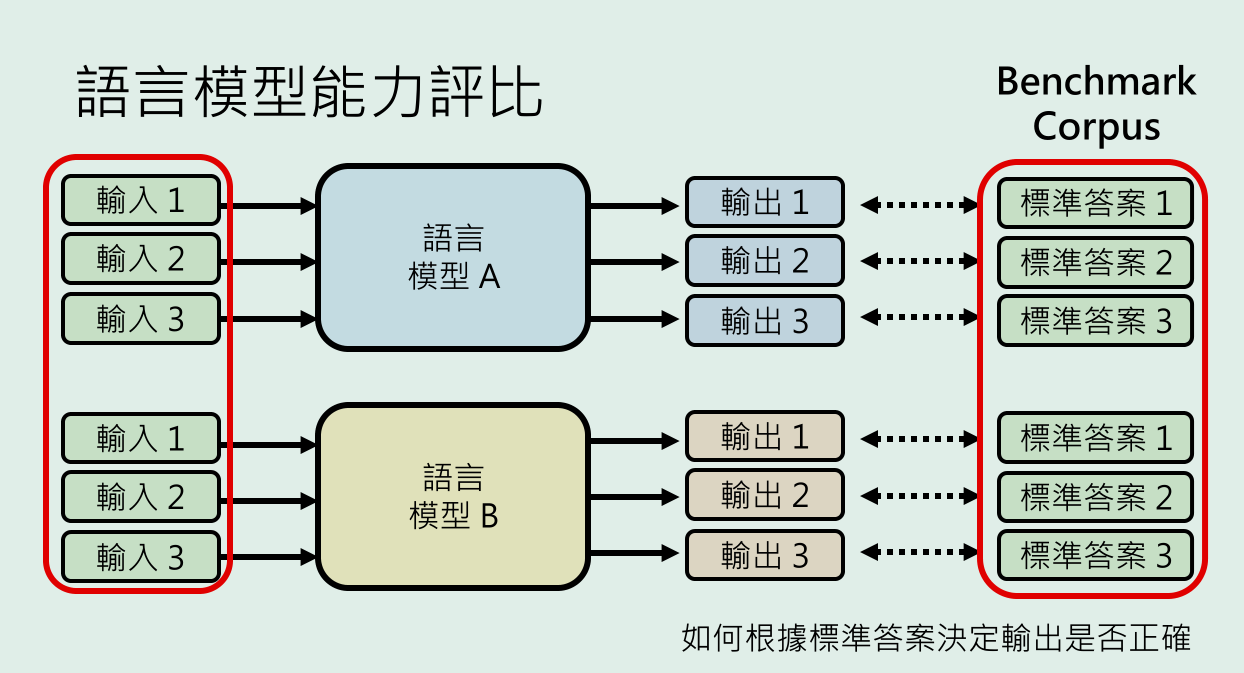 語言模型能力評比
Benchmark
Corpus
輸入 1
輸入 2
輸入 3
語言
模型 A
輸出 1
輸出 2
輸出 3
標準答案 1
標準答案 2
標準答案 3
輸入 1
輸入 2
輸入 3
語言
模型 B
輸出 1
輸出 2
輸出 3
標準答案 1
標準答案 2
標準答案 3
如何根據標準答案決定輸出是否正確